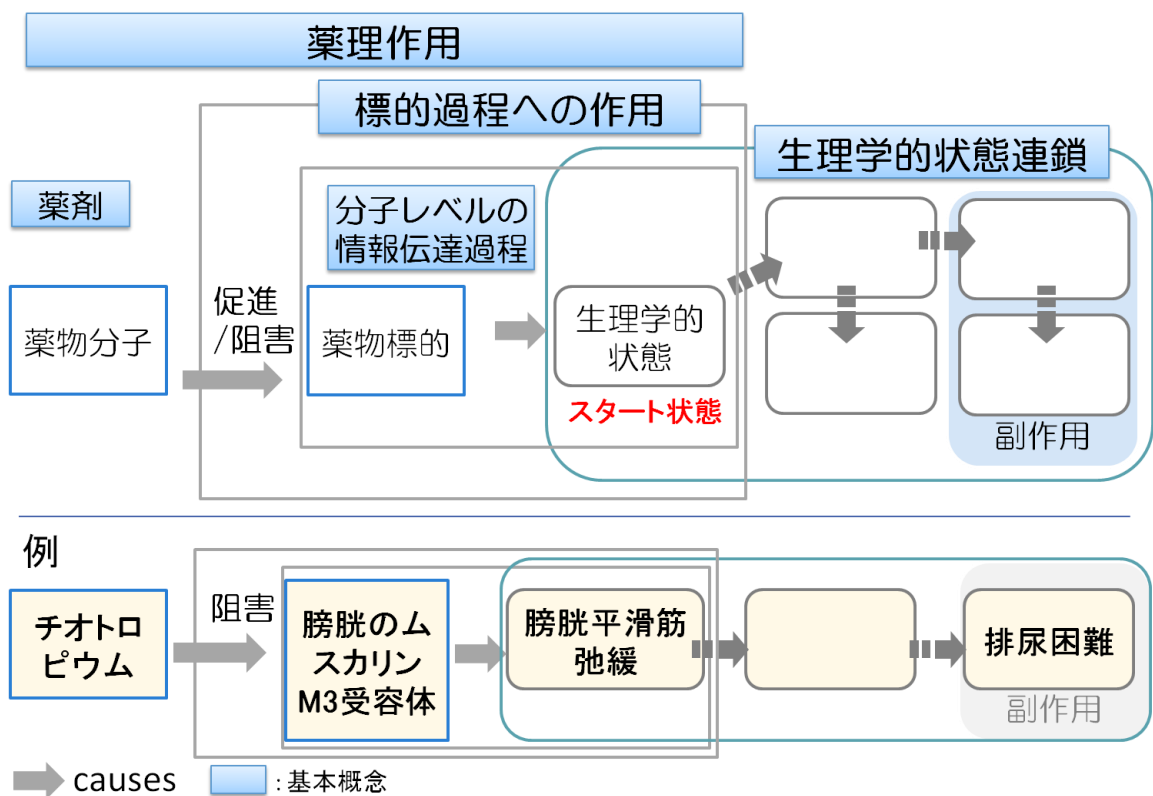 薬理作用
標的過程への作用
生理学的状態連鎖
薬剤
分子レベルの
情報伝達過程
促進
/阻害
薬物分子
薬物標的
生理学的
状態
スタート状態
副作用
例
阻害
チオトロ
ピウム
膀胱のム
スカリン
M3受容体
膀胱平滑筋
弛緩
排尿困難
副作用
causes
：基本概念